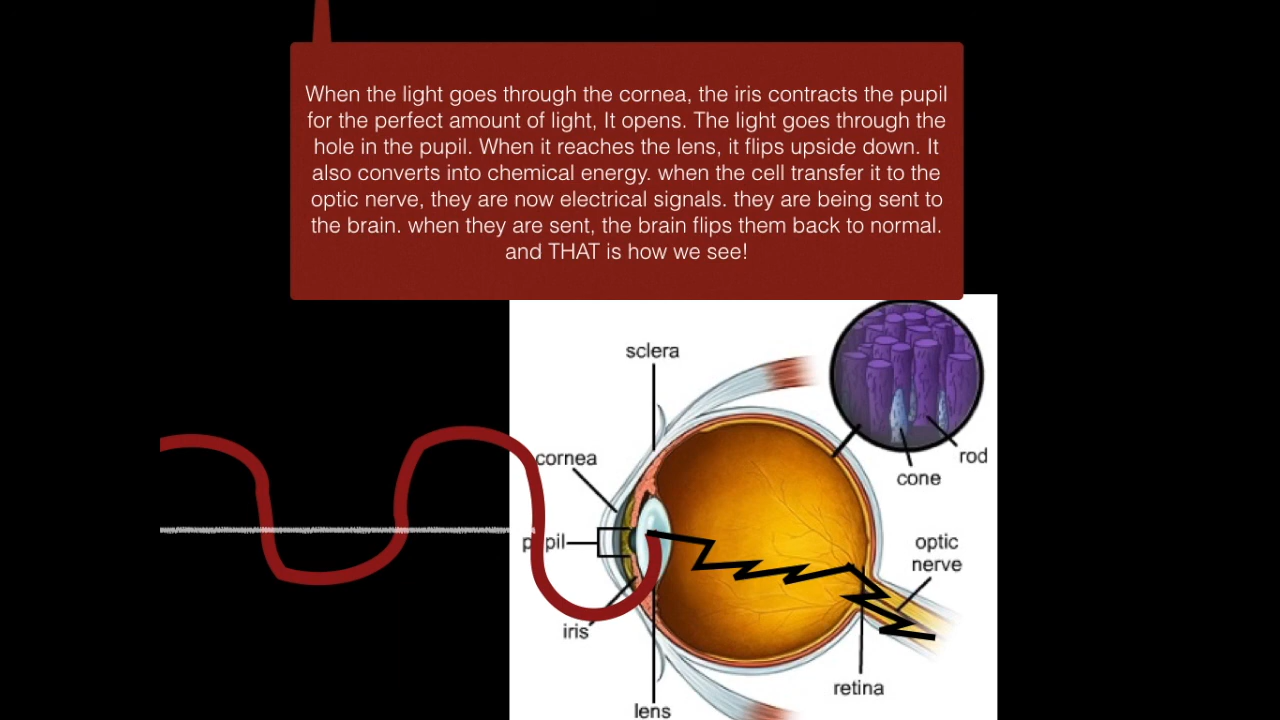 When the light goes through the cornea, the iris contracts the pupil
for the perfect amount of light, It opens. The light goes through the
hole in the pupil. When it reaches the lens, it flips upside down. It
also converts into chemical energy. when the cell transfer it to the
optic nerve, they are now electrical signals. they are being sent to
the brain. when they are sent, the brain flips them back to normal.
and THAT is how we see!
sclera
cornea
rod
cone
pupil
optic
nerve
iris
retina
lens